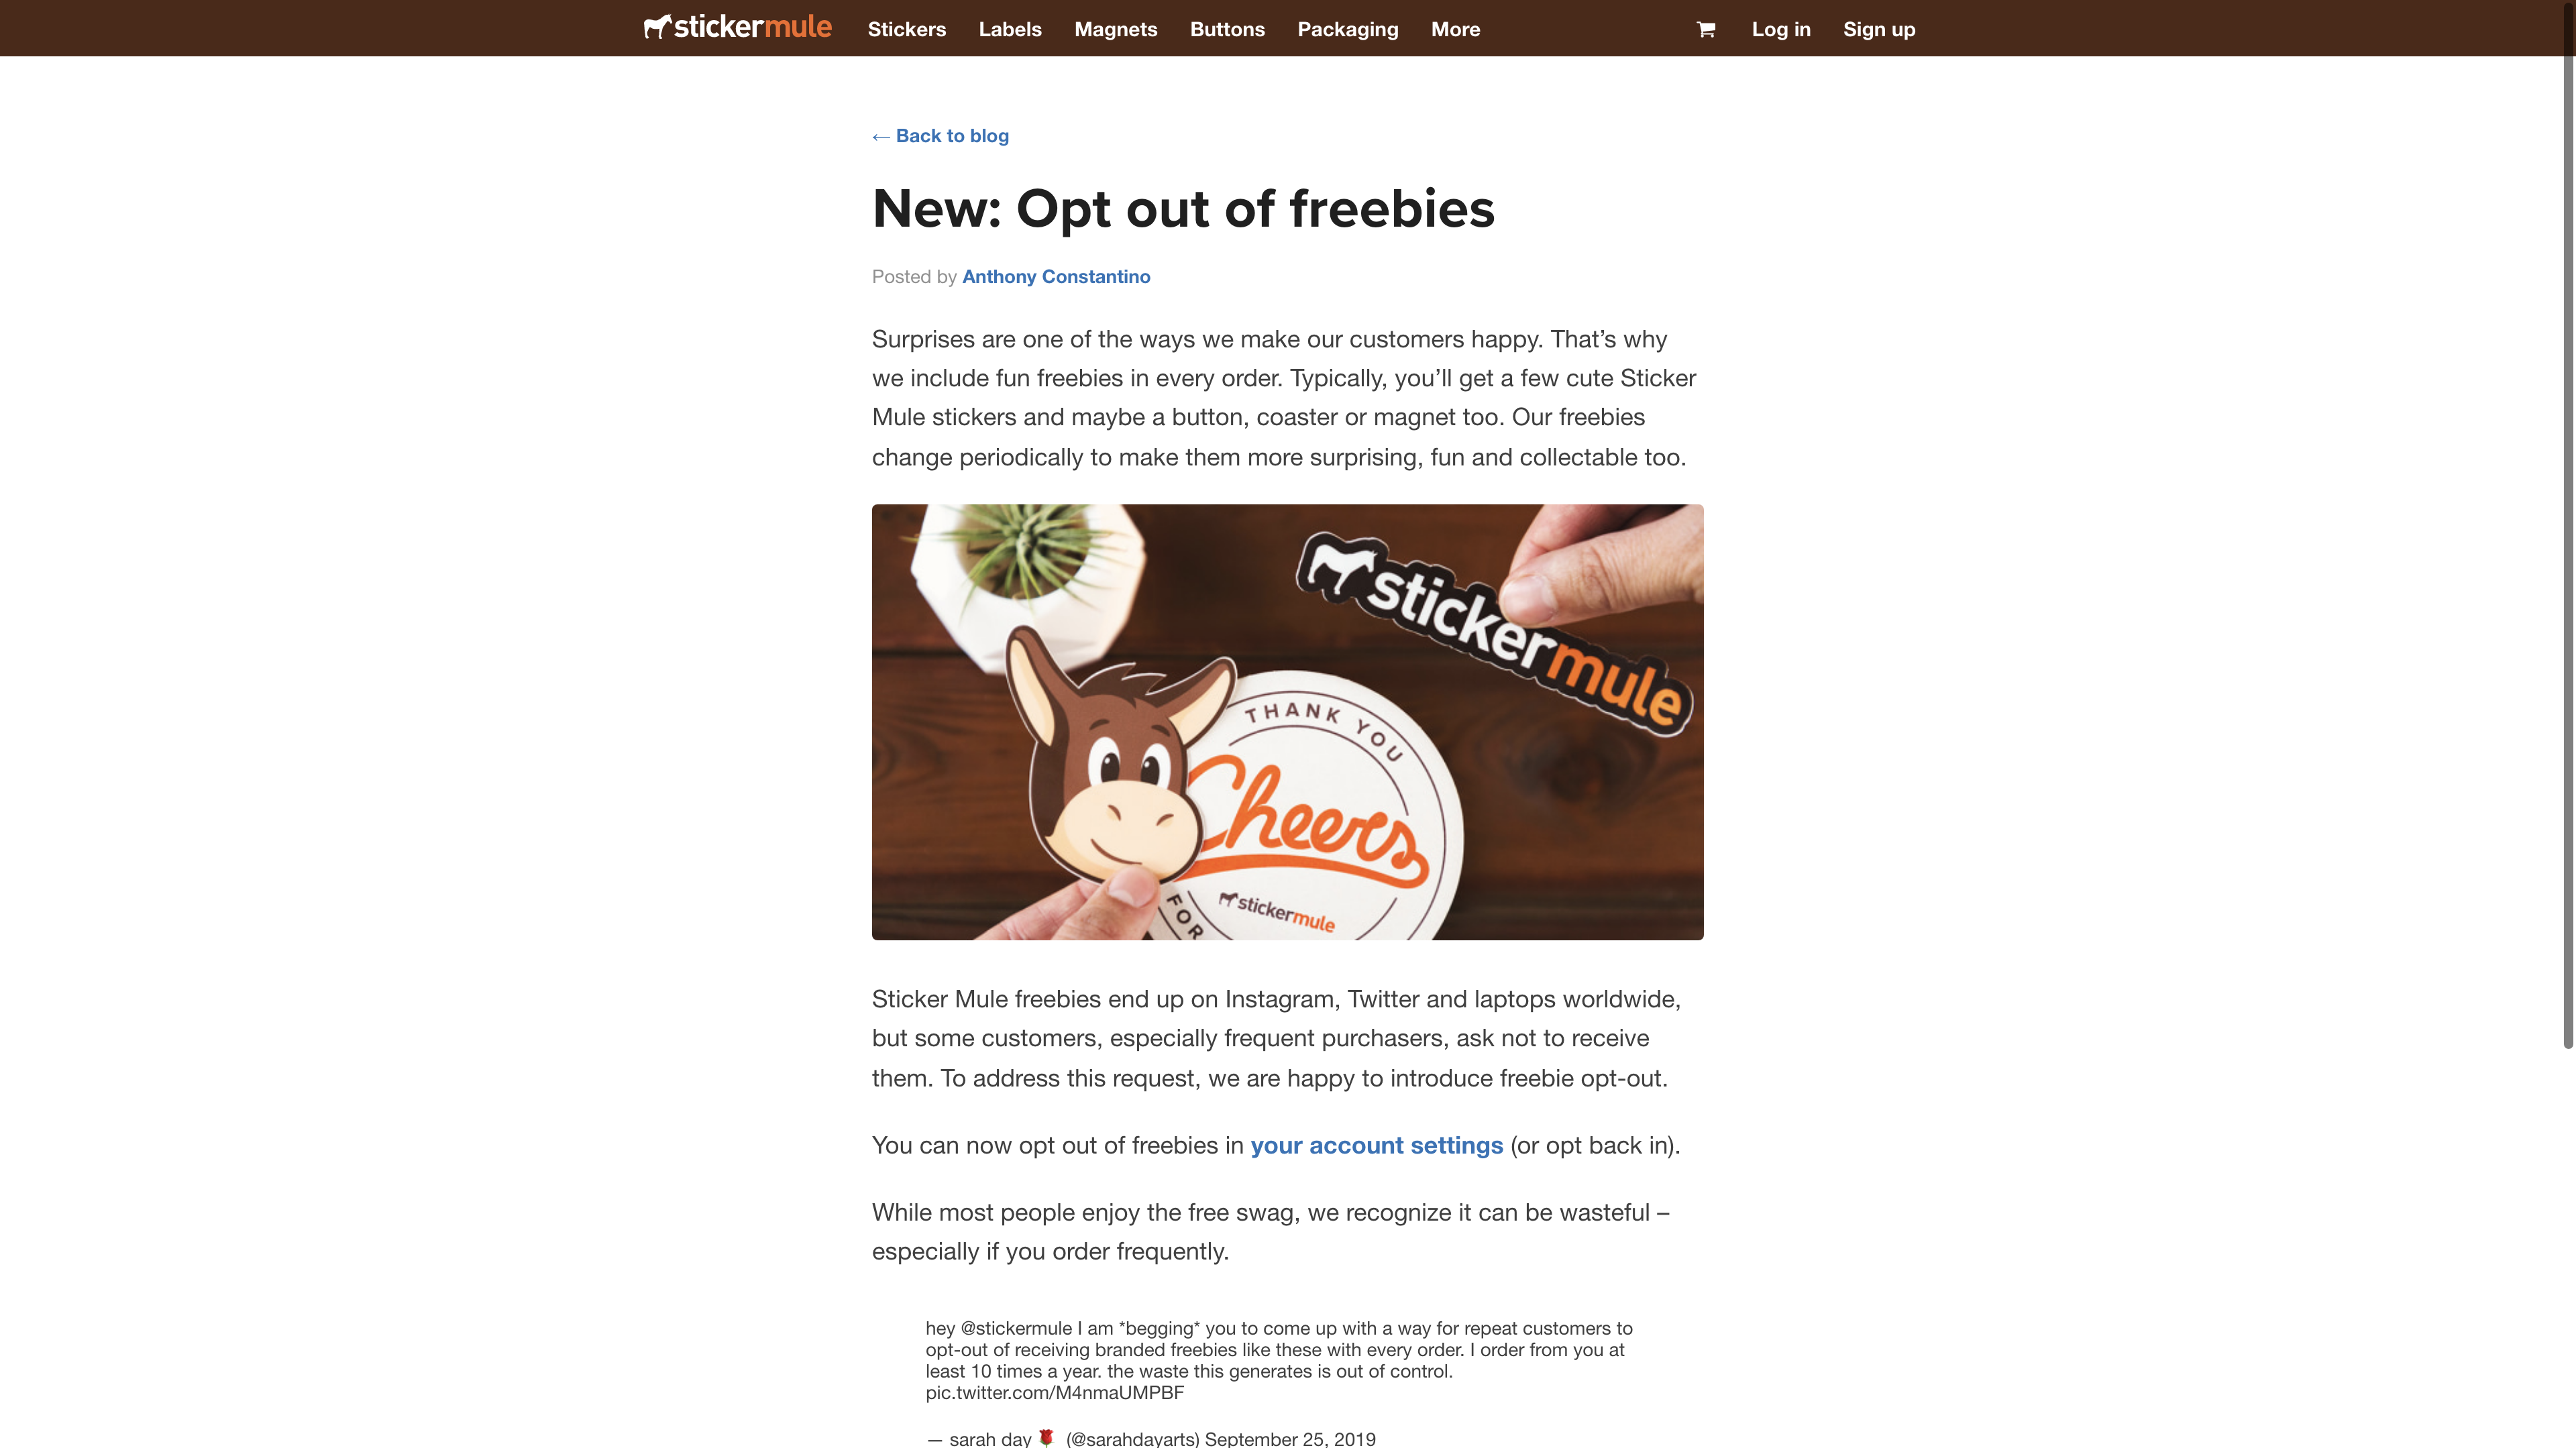 stickermule Stickers Labels Magnets Buttons Packaging More Log in Sign up
← Back to blog
New: Opt out of freebies
Posted by Anthony Constantino
Surprises are one of the ways we make our customers happy. That’s why
we include fun freebies in every order. Typically, you’ll get a few cute Sticker
Mule stickers and maybe a button, coaster or magnet too. Our freebies
change periodically to make them more surprising, fun and collectable too.
stickermule
THANK YOU
Cheers
stickermule
FOR
Sticker Mule freebies end up on Instagram, Twitter and laptops worldwide,
but some customers, especially frequent purchasers, ask not to receive
them. To address this request, we are happy to introduce freebie opt-out.
You can now opt out of freebies in your account settings (or opt back in).
While most people enjoy the free swag, we recognize it can be wasteful –
especially if you order frequently.
hey @stickermule I am *begging* you to come up with a way for repeat customers to
opt-out of receiving branded freebies like these with every order. I order from you at
least 10 times a year. the waste this generates is out of control.
pic.twitter.com/M4nmaUMPBF
— sarah day 🌹 (@sarahdayarts) September 25, 2019